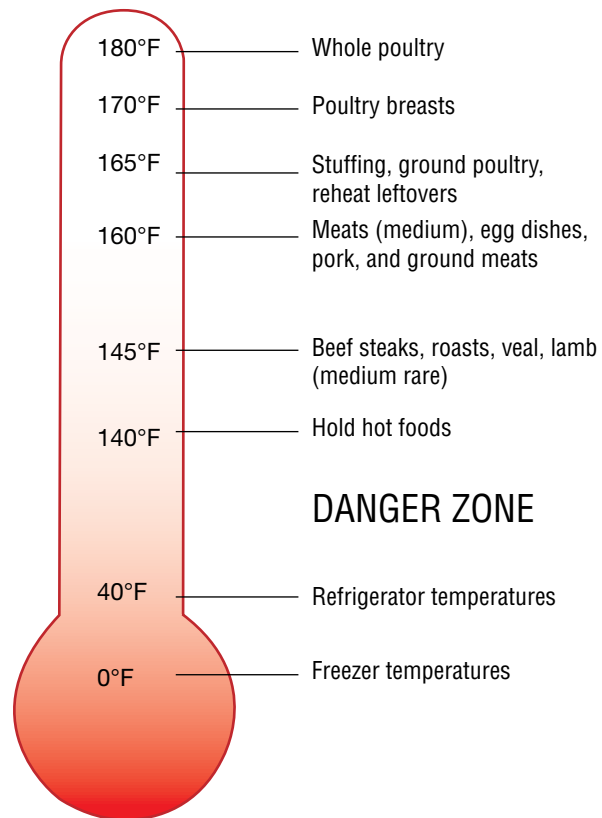 180°F Whole poultry
170°F Poultry breasts
165°F Stuffing, ground poultry,
reheat leftovers
160°F Meats (medium), egg dishes,
pork, and ground meats
145°F Beef steaks, roasts, veal, lamb
(medium rare)
140°F Hold hot foods
DANGER ZONE
40°F Refrigerator temperatures
0°F Freezer temperatures